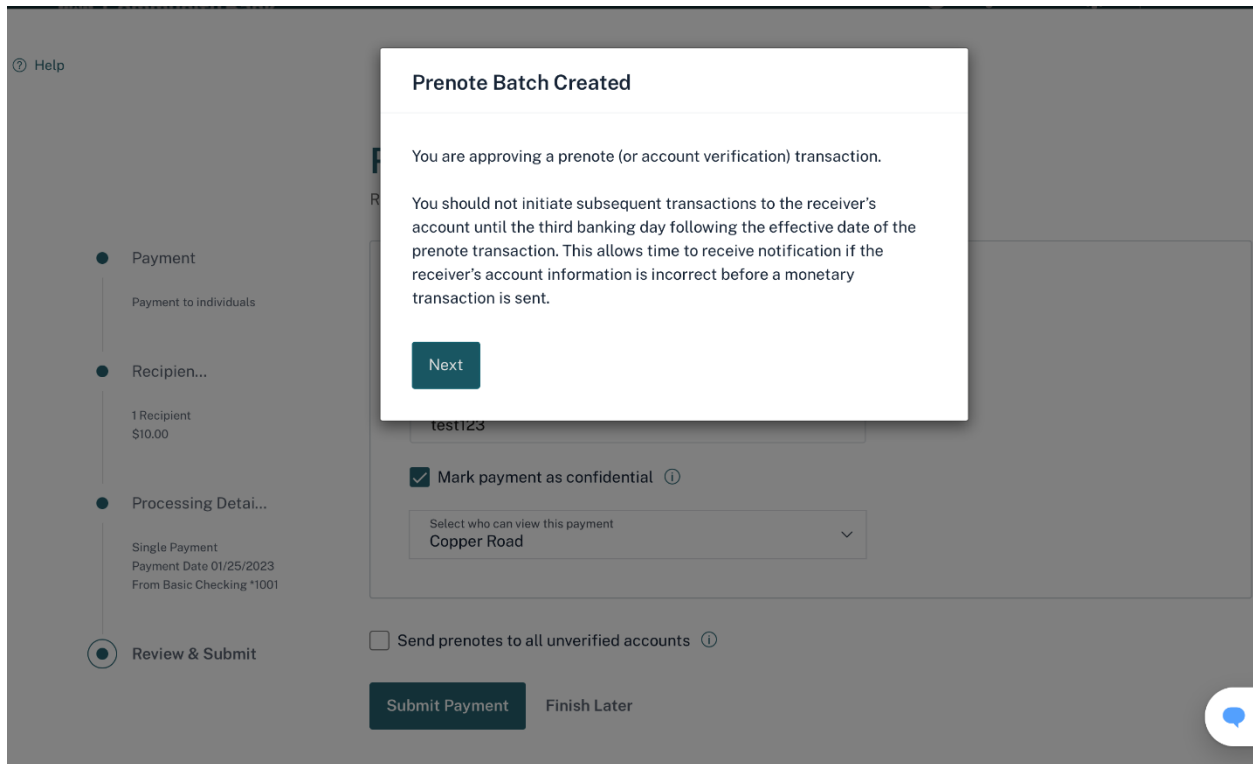 Help
Prenote Batch Created
You are approving a prenote (or account verification) transaction.
You should not initiate subsequent transactions to the receiver's
account until the third banking day following the effective date of the
prenote transaction. This allows time to receive notification if the
receiver's account information is incorrect before a monetary
transaction is sent.
Next
Payment
Payment to individuals
Recipien...
1 Recipient
$10.00
Processing Detai...
Single Payment
Payment Date 01/25/2023
From Basic Checking *1001
Review & Submit
test123
Mark payment as confidential
Select who can view this payment
Copper Road
Send prenotes to all unverified accounts
Submit Payment
Finish Later